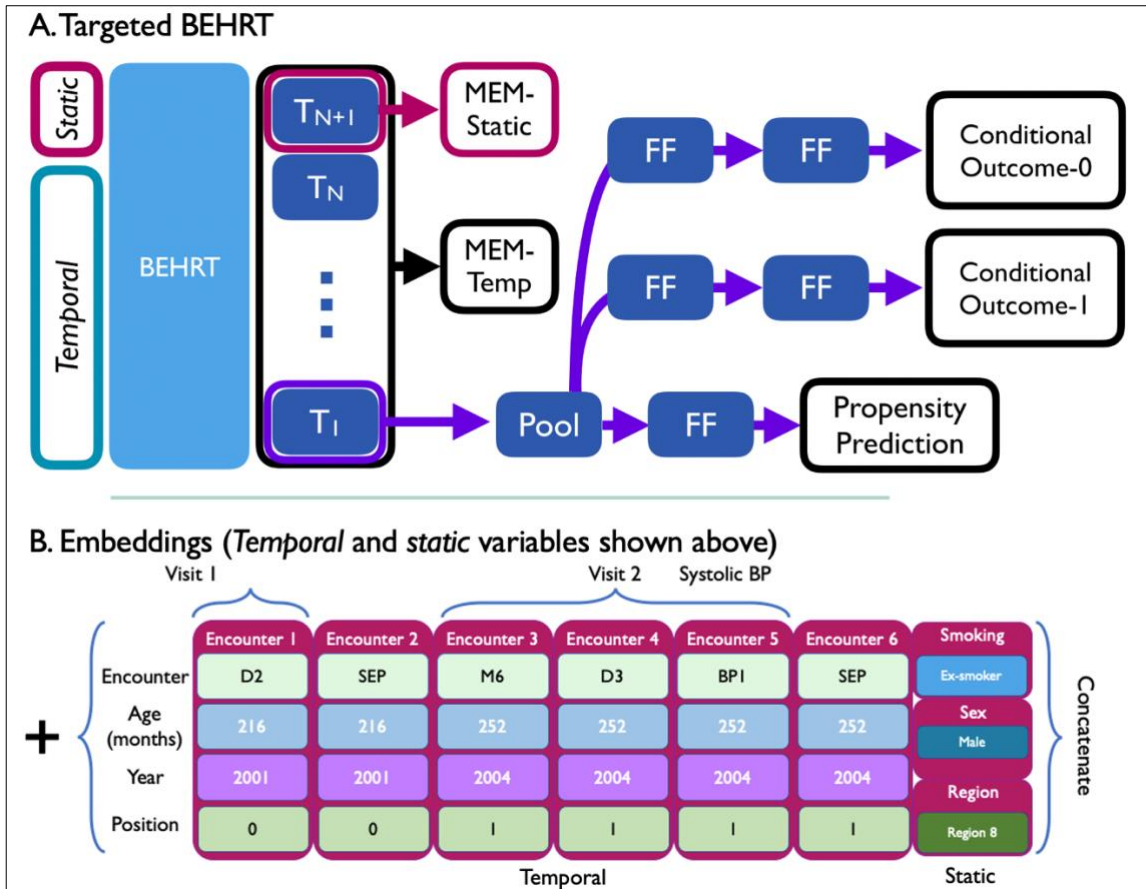 A. Targeted BEHRT
Static
Temporal
BEHRT
TN+1
TN
T1
MEM-
Static
MEM-
Temp
FF
FF
Conditional
Outcome-0
FF
FF
Conditional
Outcome-1
Pool
FF
Propensity
Prediction
B. Embeddings (Temporal and static variables shown above)
Visit 1
Visit 2
Systolic BP
Encounter 1 Encounter 2 Encounter 3 Encounter 4 Encounter 5 Encounter 6 Smoking
Encounter D2 SEP M6 D3 BP1 SEP Ex-smoker
Age
(months)
216 216 252 252 252 252
Sex
Male
Year 2001 2001 2004 2004 2004 2004
Region
Position 0 0 1 1 1 1 Region 8
+
Concatenate
Temporal
Static